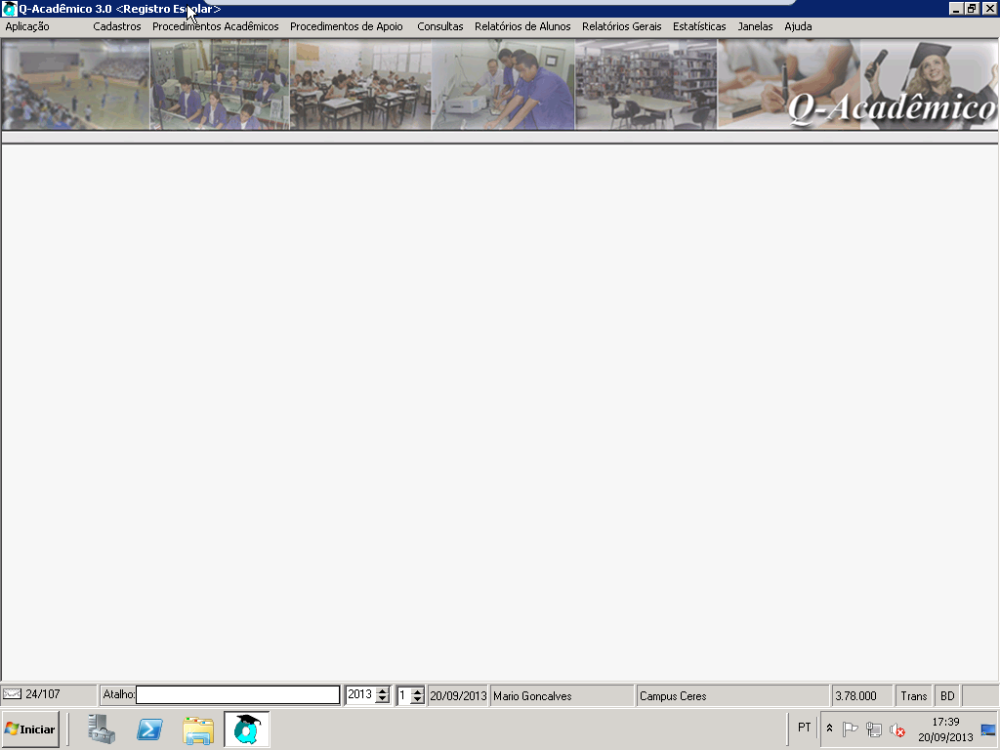 Q-Acadêmico 3.0 <Registro Escolar>
Aplicação Cadastros Procedimentos Acadêmicos Procedimentos de Apoio Consultas Relatórios de Alunos Relatórios Gerais Estatísticas Janelas Ajuda
Q-Acadêmico
24/107 Atalho: 2013 1 20/09/2013 Mario Goncalves Campus Ceres 3.78.000 Trans BD
Iniciar PT 17:39
20/09/2013